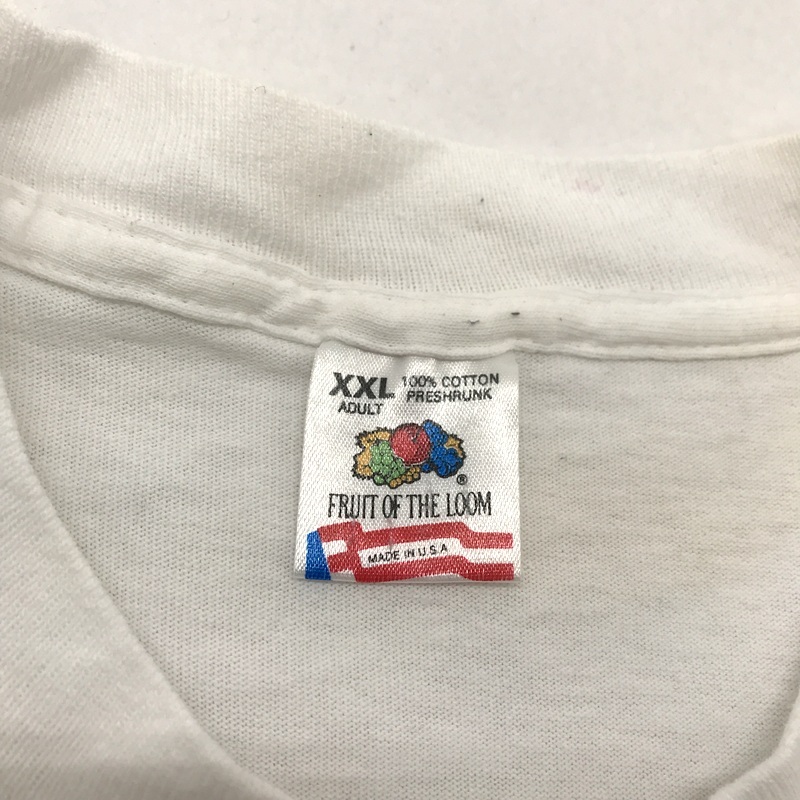 XXL 100% COTTON
ADULT PRESHRUNK
®
FRUIT OF THE LOOM
MADE IN U.S.A